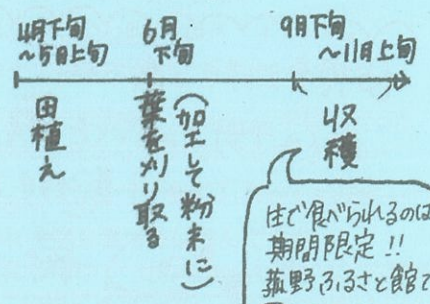 4月下旬
~5月上旬
田植え
6月
下旬
葉を刈り取る
(加工して粉末に)
9月下旬
~11月上旬
収穫
生で食べられるのは
期間限定!!
菰野ふるさと館で